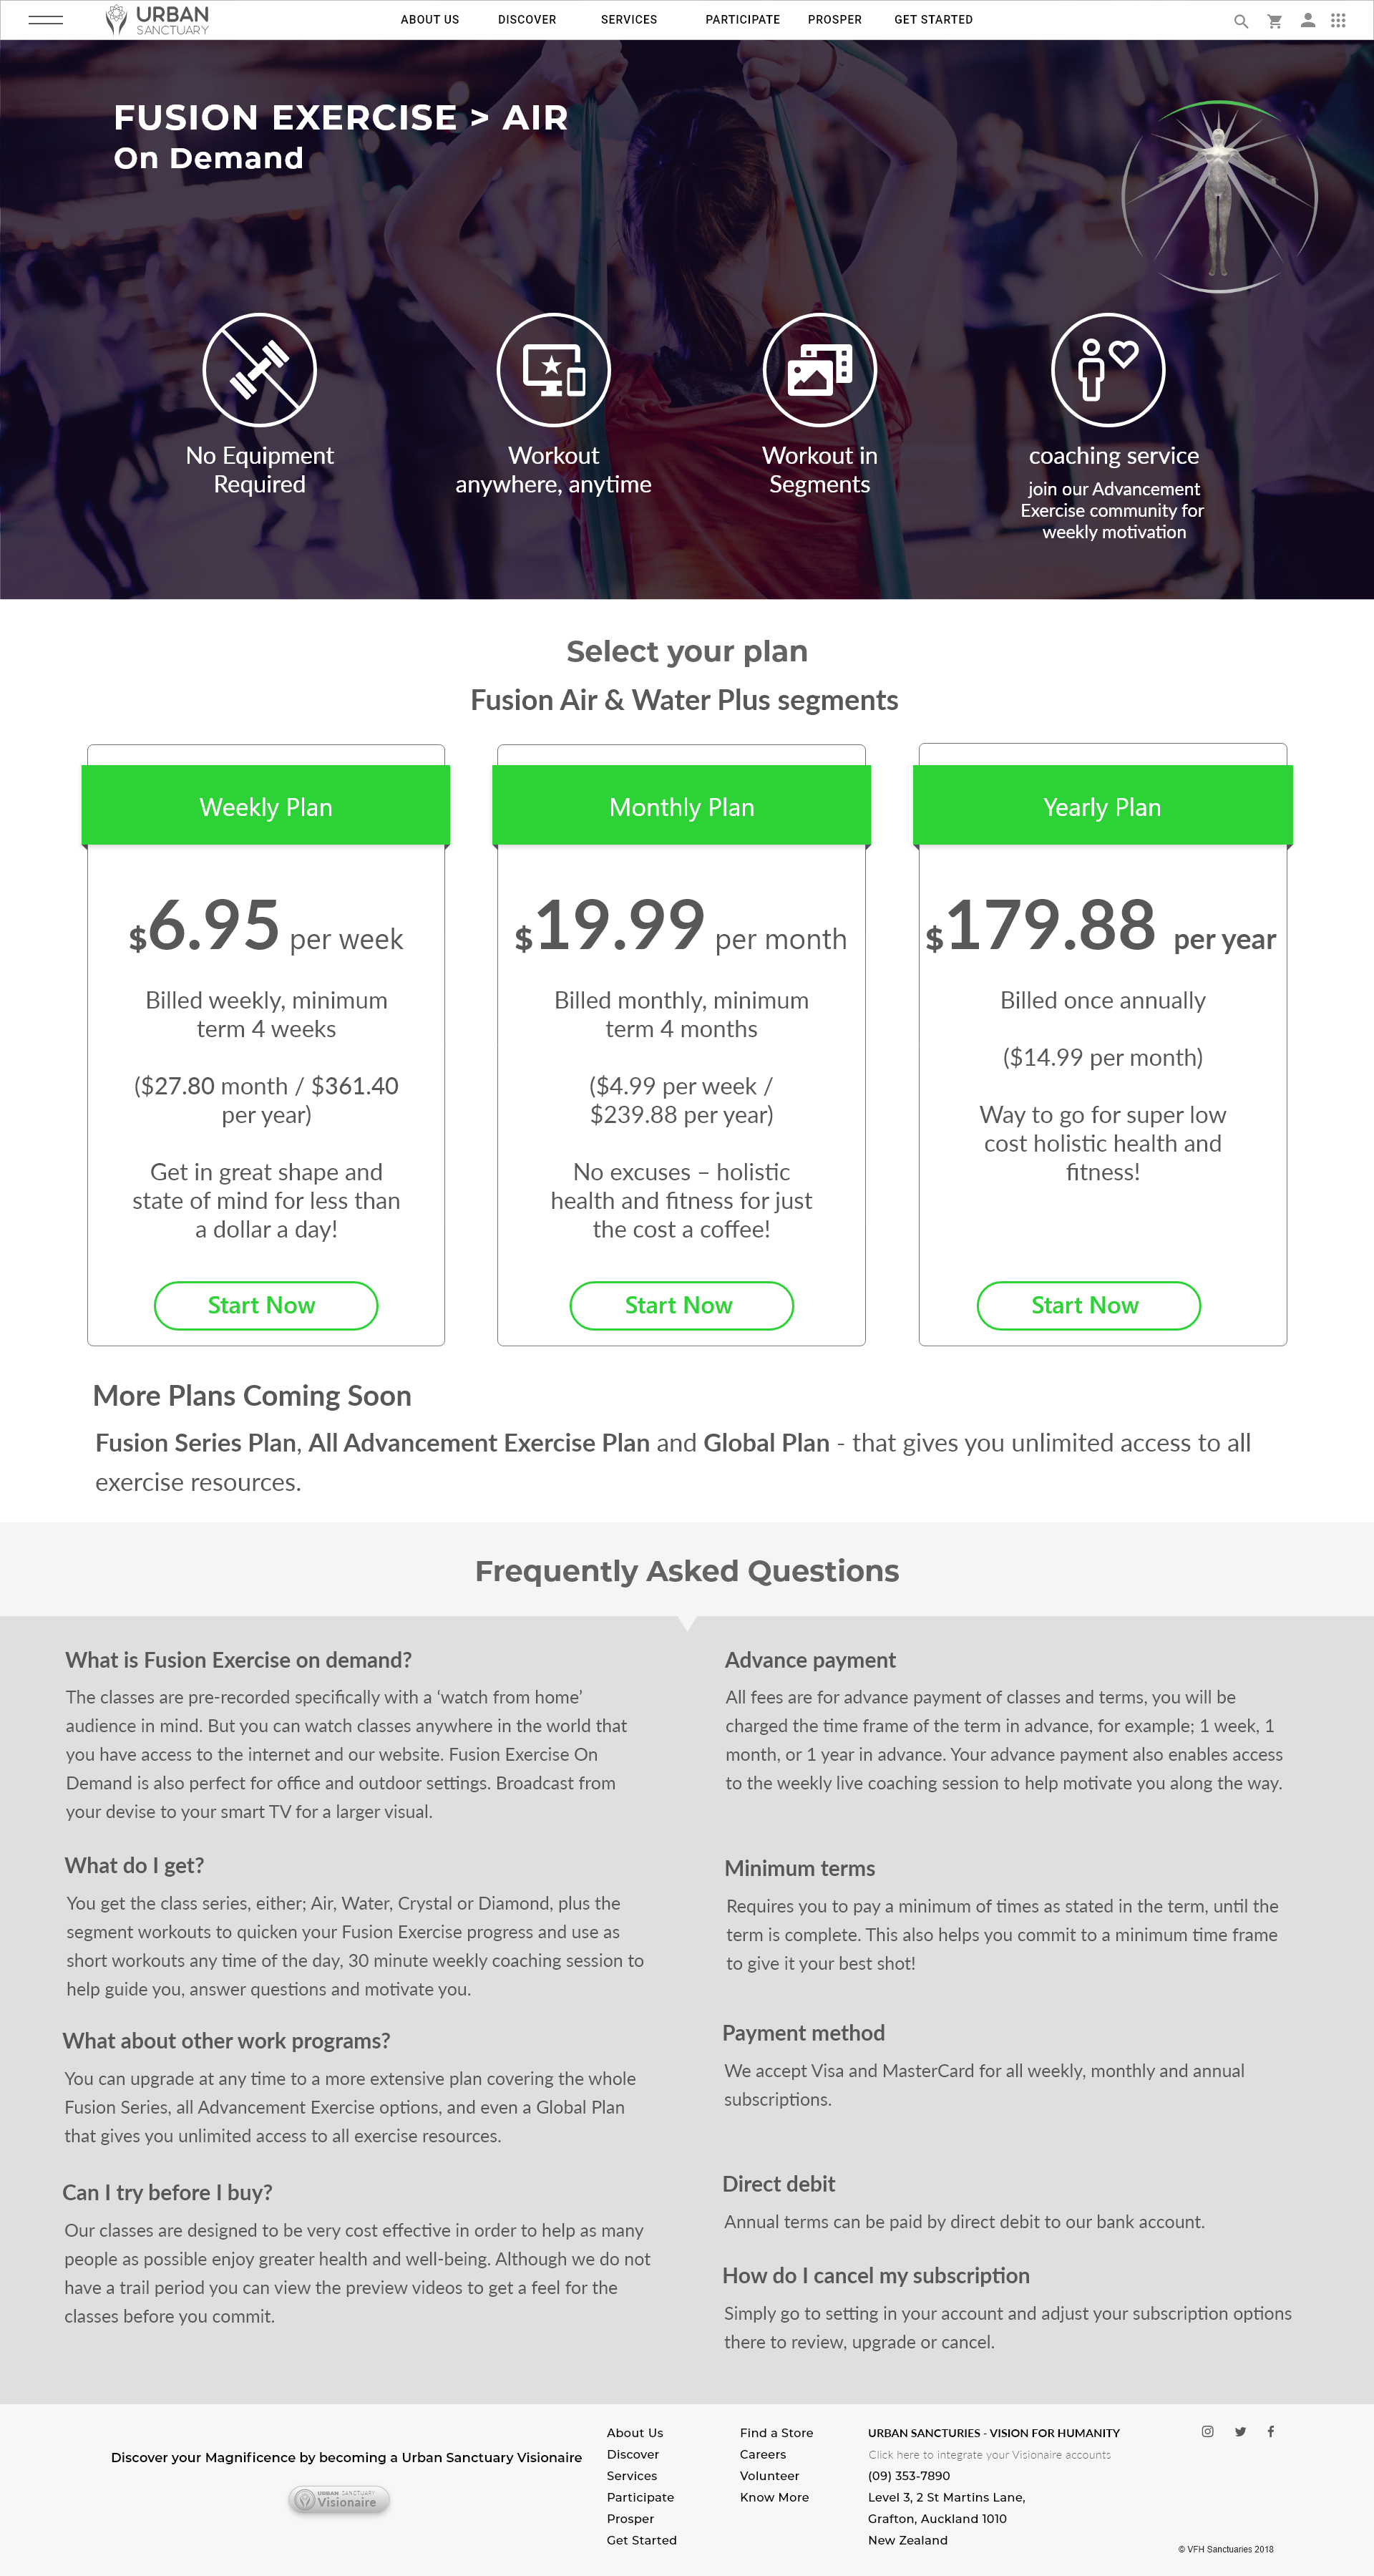 URBAN
SANCTUARY
ABOUT US
DISCOVER
SERVICES
PARTICIPATE
PROSPER
GET STARTED
FUSION EXERCISE > AIR
On Demand
No Equipment
Required
Workout
anywhere, anytime
Workout in
Segments
coaching service
join our Advancement
Exercise community for
weekly motivation
Select your plan
Fusion Air & Water Plus segments
Weekly Plan
$6.95 per week
Billed weekly, minimum
term 4 weeks
($27.80 month / $361.40
per year)
Get in great shape and
state of mind for less than
a dollar a day!
Start Now
Monthly Plan
$19.99 per month
Billed monthly, minimum
term 4 months
($4.99 per week /
$239.88 per year)
No excuses – holistic
health and fitness for just
the cost a coffee!
Start Now
Yearly Plan
$179.88 per year
Billed once annually
($14.99 per month)
Way to go for super low
cost holistic health and
fitness!
Start Now
More Plans Coming Soon
Fusion Series Plan, All Advancement Exercise Plan and Global Plan - that gives you unlimited access to all
exercise resources.
Frequently Asked Questions
What is Fusion Exercise on demand?
The classes are pre-recorded specifically with a ‘watch from home’
audience in mind. But you can watch classes anywhere in the world that
you have access to the internet and our website. Fusion Exercise On
Demand is also perfect for office and outdoor settings. Broadcast from
your devise to your smart TV for a larger visual.
What do I get?
You get the class series, either; Air, Water, Crystal or Diamond, plus the
segment workouts to quicken your Fusion Exercise progress and use as
short workouts any time of the day, 30 minute weekly coaching session to
help guide you, answer questions and motivate you.
What about other work programs?
You can upgrade at any time to a more extensive plan covering the whole
Fusion Series, all Advancement Exercise options, and even a Global Plan
that gives you unlimited access to all exercise resources.
Can I try before I buy?
Our classes are designed to be very cost effective in order to help as many
people as possible enjoy greater health and well-being. Although we do not
have a trail period you can view the preview videos to get a feel for the
classes before you commit.
Advance payment
All fees are for advance payment of classes and terms, you will be
charged the time frame of the term in advance, for example; 1 week, 1
month, or 1 year in advance. Your advance payment also enables access
to the weekly live coaching session to help motivate you along the way.
Minimum terms
Requires you to pay a minimum of times as stated in the term, until the
term is complete. This also helps you commit to a minimum time frame
to give it your best shot!
Payment method
We accept Visa and MasterCard for all weekly, monthly and annual
subscriptions.
Direct debit
Annual terms can be paid by direct debit to our bank account.
How do I cancel my subscription
Simply go to setting in your account and adjust your subscription options
there to review, upgrade or cancel.
Discover your Magnificence by becoming a Urban Sanctuary Visionaire
URBAN SANCTUARY
Visionaire
About Us
Discover
Services
Participate
Prosper
Get Started
Find a Store
Careers
Volunteer
Know More
URBAN SANCTURIES - VISION FOR HUMANITY
Click here to integrate your Visionaire accounts
(09) 353-7890
Level 3, 2 St Martins Lane,
Grafton, Auckland 1010
New Zealand
© VFH Sanctuaries 2018